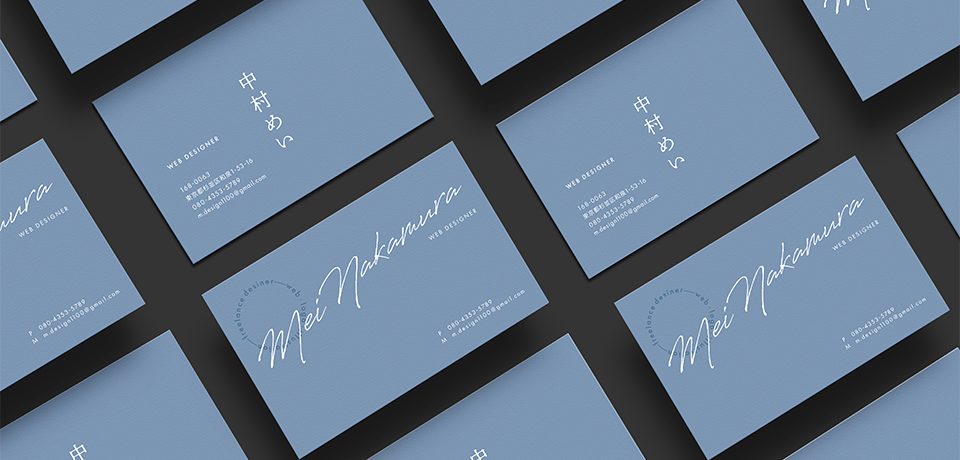 中村めい
WEB DESIGNER
168-0063
東京都杉並区和泉1-53-16
080-4353-5789
m.design1100@gmail.com
中村めい
WEB DESIGNER
168-0063
東京都杉並区和泉1-53-16
080-4353-5789
m.design1100@gmail.com
WEB DESIGNER
P 080-4353-5789
M m.design1100@gmail.com
Mei Nakamura
WEB DESIGNER
freelance desiner—web
P 080-4353-5789
M m.design1100@gmail.com
Mei Nakamura
WEB DESIGNER
freelance desiner—web
P 080-4353-5789
M m.design1100@gmail.com
中
中